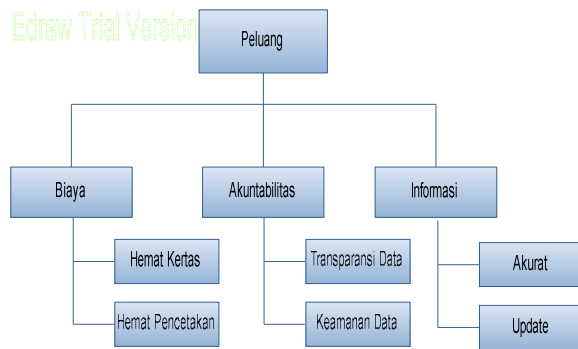 Edraw Trial Version
Peluang
Biaya
Akuntabilitas
Informasi
Hemat Kertas
Transparansi Data
Akurat
Hemat Pencetakan
Keamanan Data
Update